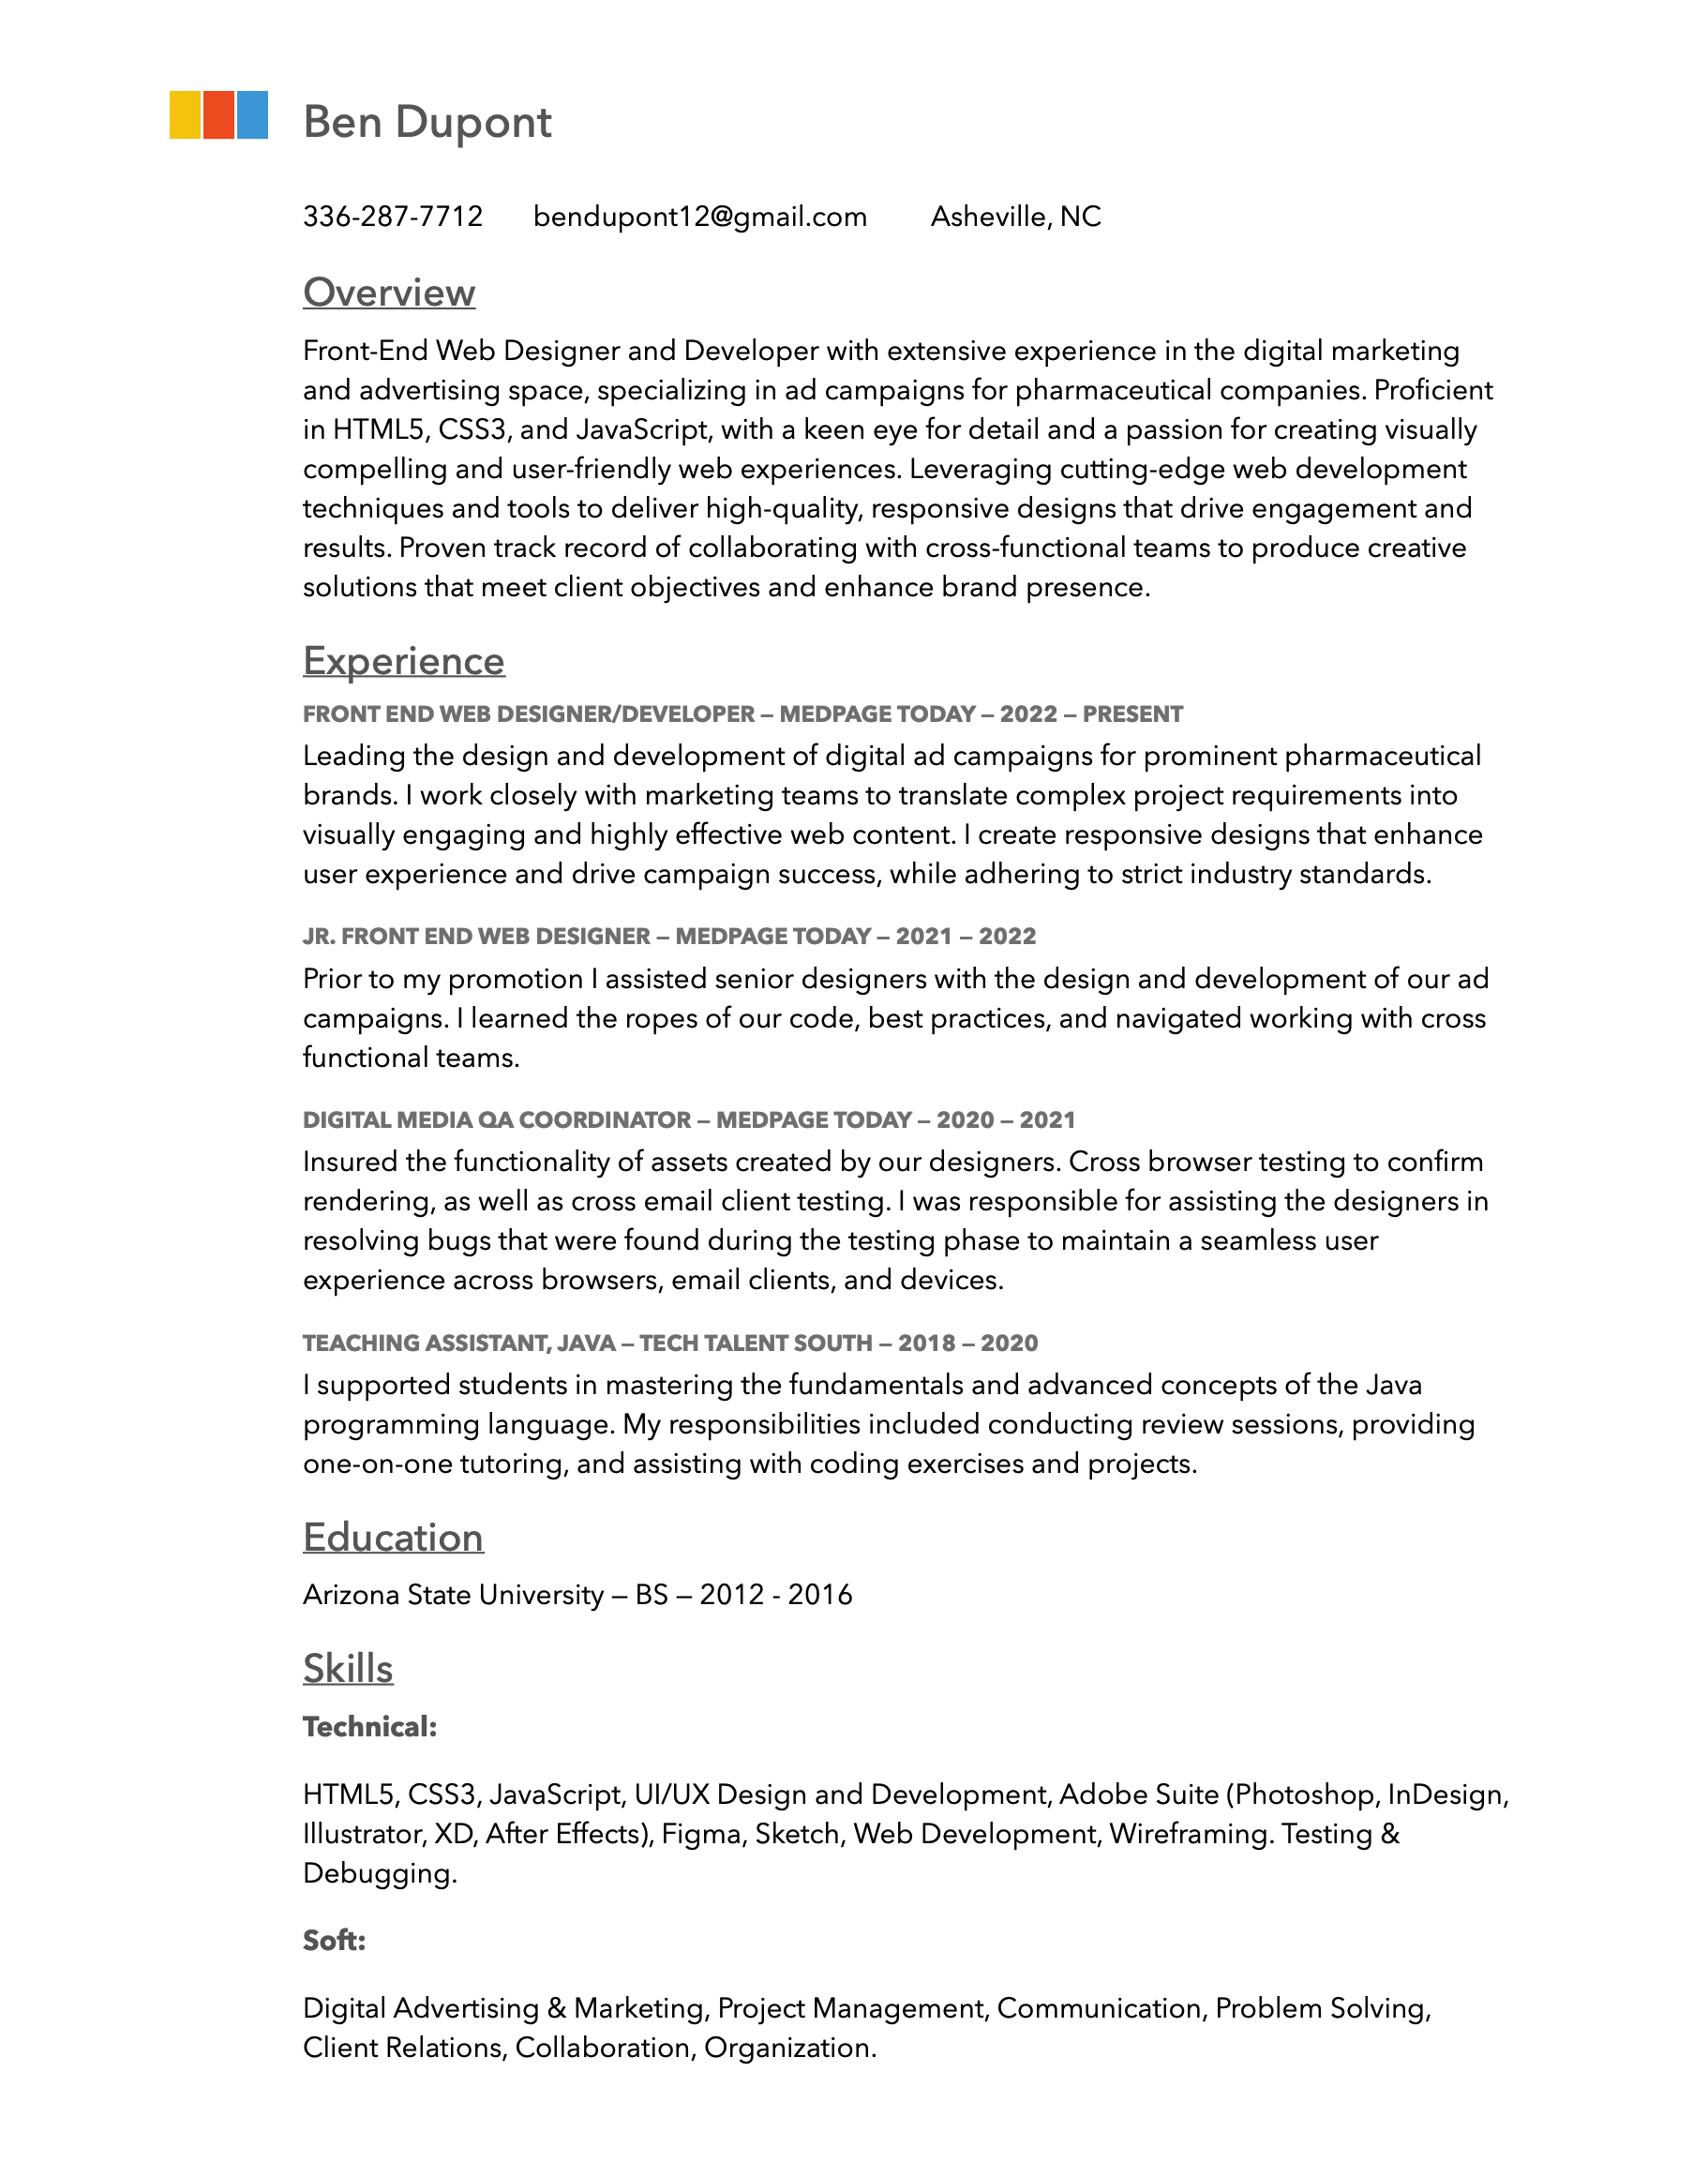 Ben Dupont
336-287-7712 bendupont12@gmail.com Asheville, NC
Overview
Front-End Web Designer and Developer with extensive experience in the digital marketing
and advertising space, specializing in ad campaigns for pharmaceutical companies. Proficient
in HTML5, CSS3, and JavaScript, with a keen eye for detail and a passion for creating visually
compelling and user-friendly web experiences. Leveraging cutting-edge web development
techniques and tools to deliver high-quality, responsive designs that drive engagement and
results. Proven track record of collaborating with cross-functional teams to produce creative
solutions that meet client objectives and enhance brand presence.
Experience
FRONT END WEB DESIGNER/DEVELOPER – MEDPAGE TODAY – 2022 – PRESENT
Leading the design and development of digital ad campaigns for prominent pharmaceutical
brands. I work closely with marketing teams to translate complex project requirements into
visually engaging and highly effective web content. I create responsive designs that enhance
user experience and drive campaign success, while adhering to strict industry standards.
JR. FRONT END WEB DESIGNER – MEDPAGE TODAY – 2021 – 2022
Prior to my promotion I assisted senior designers with the design and development of our ad
campaigns. I learned the ropes of our code, best practices, and navigated working with cross
functional teams.
DIGITAL MEDIA QA COORDINATOR – MEDPAGE TODAY – 2020 – 2021
Insured the functionality of assets created by our designers. Cross browser testing to confirm
rendering, as well as cross email client testing. I was responsible for assisting the designers in
resolving bugs that were found during the testing phase to maintain a seamless user
experience across browsers, email clients, and devices.
TEACHING ASSISTANT, JAVA – TECH TALENT SOUTH – 2018 – 2020
I supported students in mastering the fundamentals and advanced concepts of the Java
programming language. My responsibilities included conducting review sessions, providing
one-on-one tutoring, and assisting with coding exercises and projects.
Education
Arizona State University – BS – 2012 - 2016
Skills
Technical:
HTML5, CSS3, JavaScript, UI/UX Design and Development, Adobe Suite (Photoshop, InDesign,
Illustrator, XD, After Effects), Figma, Sketch, Web Development, Wireframing. Testing &
Debugging.
Soft:
Digital Advertising & Marketing, Project Management, Communication, Problem Solving,
Client Relations, Collaboration, Organization.